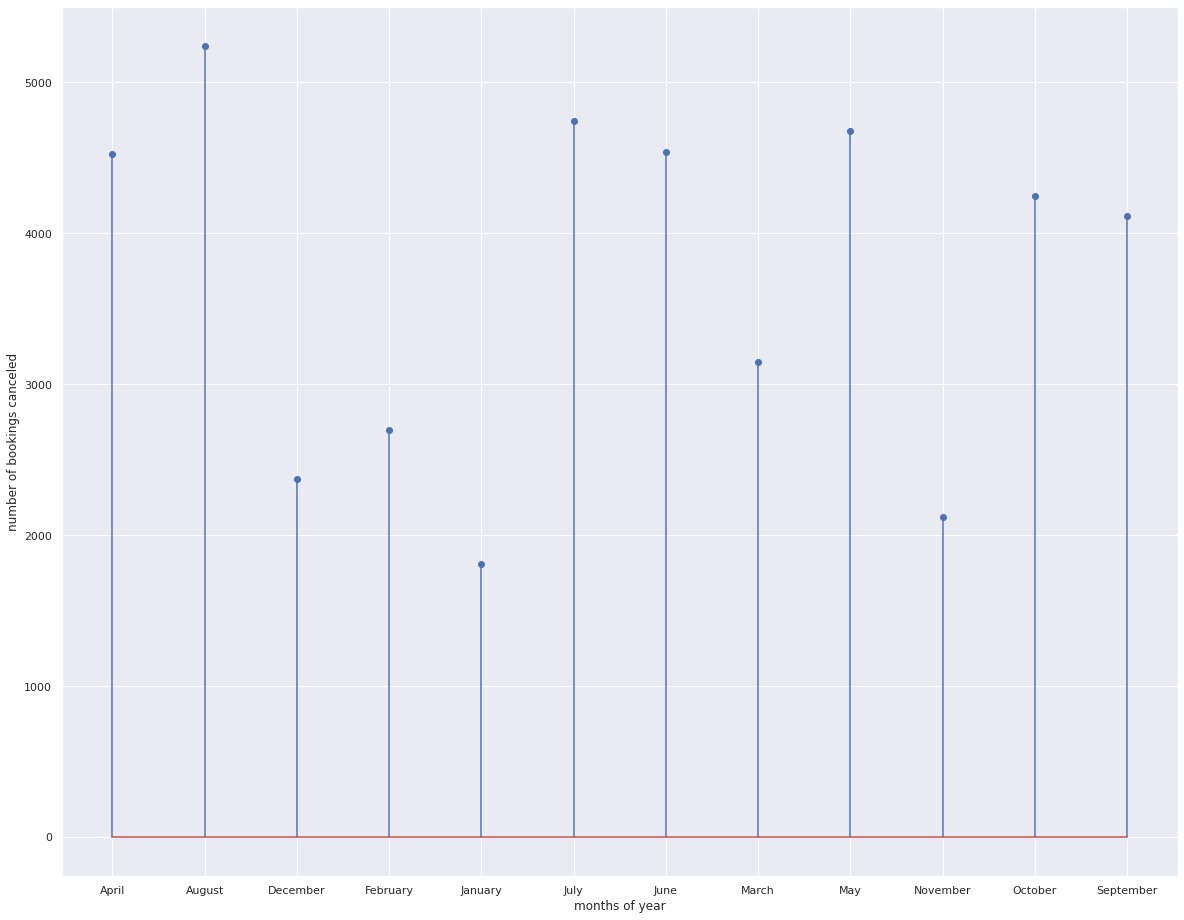 number of bookings canceled
5000
4000
3000
2000
1000
0
April August December February January July June March May November October September
months of year